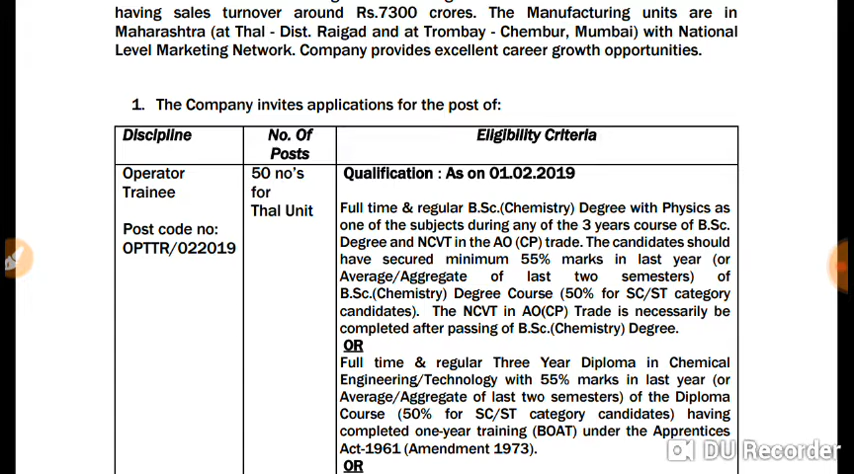 having sales turnover around Rs.7300 crores. The Manufacturing units are in
Maharashtra (at Thal - Dist. Raigad and at Trombay - Chembur, Mumbai) with National
Level Marketing Network. Company provides excellent career growth opportunities.
1. The Company invites applications for the post of:
Discipline
No. Of
Posts
Eligibility Criteria
Operator
Trainee
Post code no:
OPTTR/022019
50 no's
for
Thal Unit
Qualification : As on 01.02.2019
Full time & regular B.Sc.(Chemistry) Degree with Physics as
one of the subjects during any of the 3 years course of B.Sc.
Degree and NCVT in the AO (CP) trade. The candidates should
have secured minimum 55% marks in last year (or
Average/Aggregate of last two semesters) of
B.Sc.(Chemistry) Degree Course (50% for SC/ST category
candidates). The NCVT in AO(CP) Trade is necessarily be
completed after passing of B.Sc.(Chemistry) Degree.
OR
Full time & regular Three Year Diploma in Chemical
Engineering/Technology with 55% marks in last year (or
Average/Aggregate of last two semesters) of the Diploma
Course (50% for SC/ST category candidates) having
completed one-year training (BOAT) under the Apprentices
Act-1961 (Amendment 1973).
OR
DU Recorder